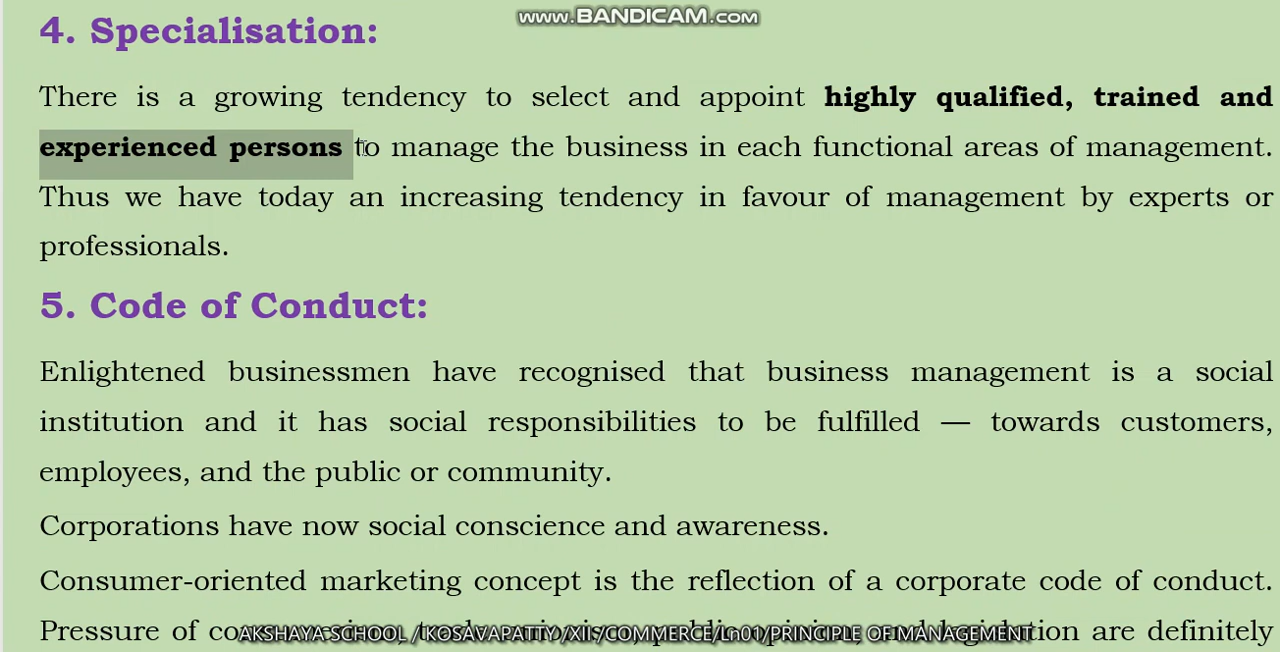 www.BANDICAM.com
4. Specialisation:
There is a growing tendency to select and appoint highly qualified, trained and
experienced persons to manage the business in each functional areas of management.
Thus we have today an increasing tendency in favour of management by experts or
professionals.
5. Code of Conduct:
Enlightened businessmen have recognised that business management is a social
institution and it has social responsibilities to be fulfilled — towards customers,
employees, and the public or community.
Corporations have now social conscience and awareness.
Consumer-oriented marketing concept is the reflection of a corporate code of conduct.
Pressure of are definitely
AKSHAYA SCHOOL / KOSAVAPATTY /XII/COMMERCE/Ln01/PRINCIPLE OF MANAGEMENT